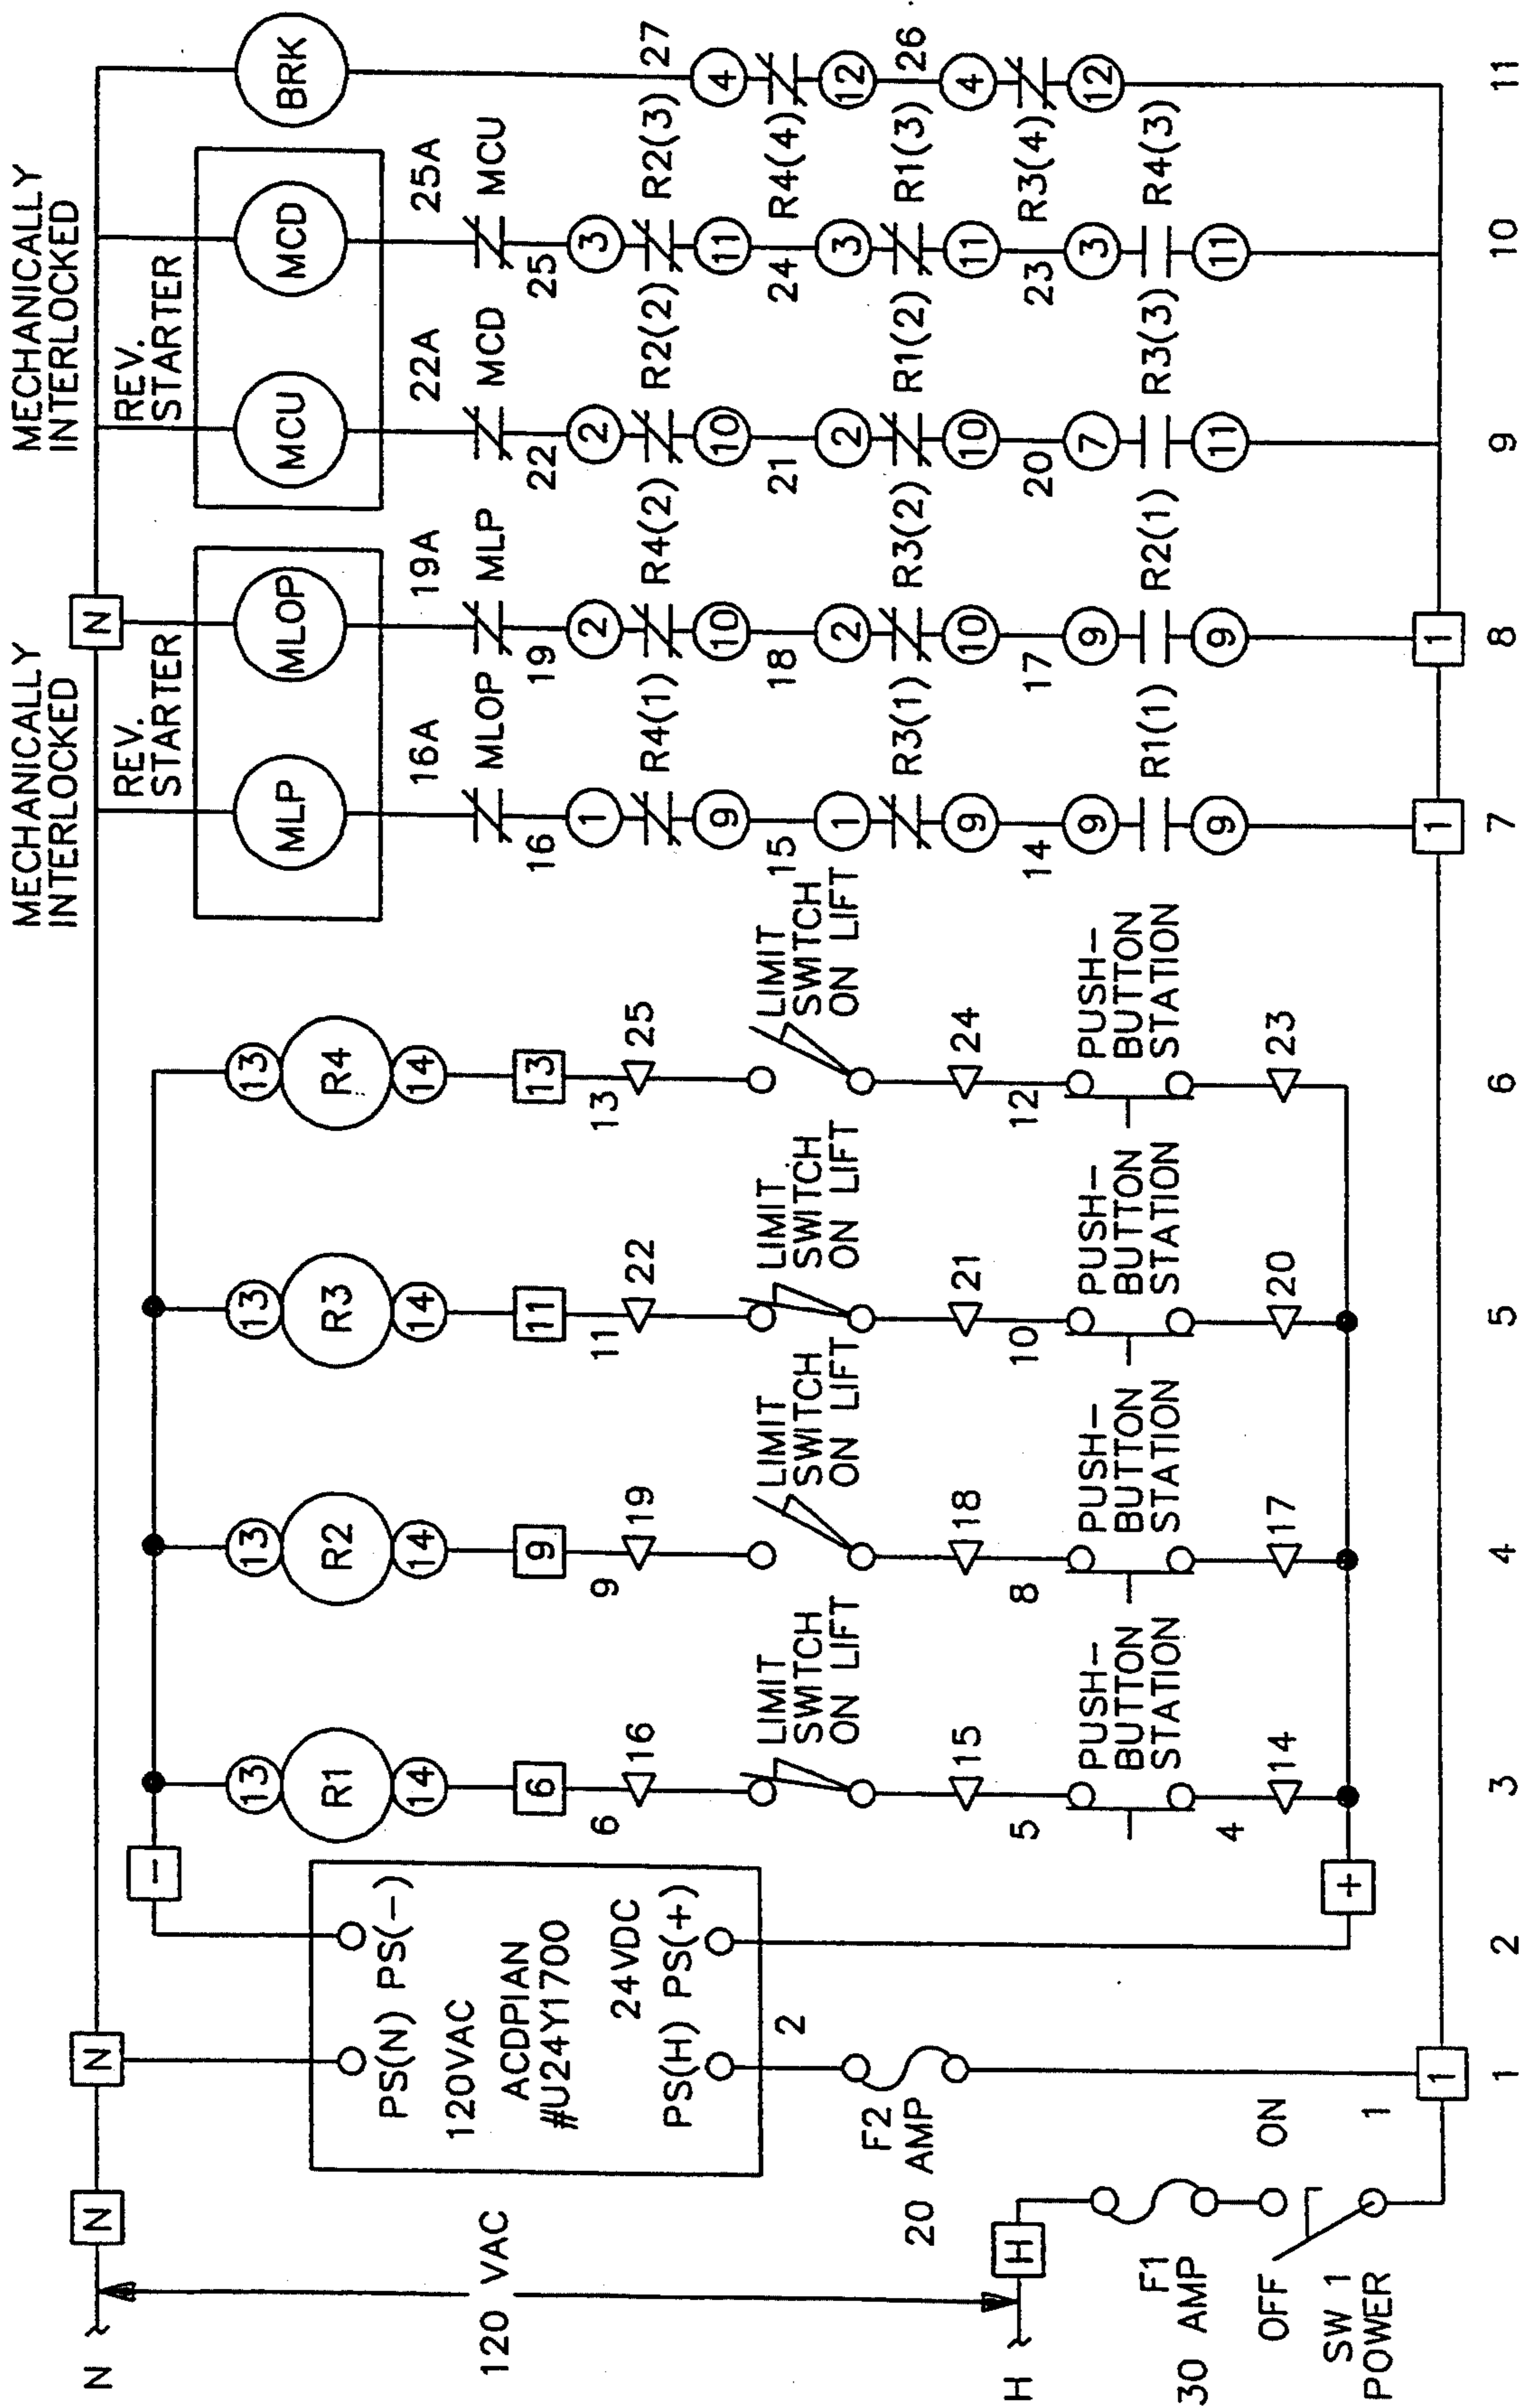 MECHANICALLY
INTERLOCKED
MECHANICALLY
INTERLOCKED
N
N
N
N
120 VAC
H
H
F1
30 AMP
OFF
ON
SW 1
POWER
1
1
F2
20 AMP
2
PS(N) PS(-)
120VAC
ACDPIAN
#U24Y1700
24VDC
PS(H) PS(+)
-
+
13
R1
14
6
6
16
LIMIT
SWITCH
ON LIFT
15
5
PUSH-
BUTTON
STATION
4
14
13
R2
14
9
9
19
LIMIT
SWITCH
ON LIFT
18
8
PUSH-
BUTTON
STATION
17
13
R3
14
11
11
22
LIMIT
SWITCH
ON LIFT
21
10
PUSH-
BUTTON
STATION
20
13
R4
14
13
13
25
LIMIT
SWITCH
ON LIFT
24
12
PUSH-
BUTTON
STATION
23
REV.
STARTER
MLP
16A
MLOP
16
1
R4(1)
9
15
1
R3(1)
9
14
9
R1(1)
9
1
MLOP
19A
MLP
19
2
R4(2)
10
18
2
R3(2)
10
17
9
R2(1)
9
1
REV.
STARTER
MCU
22A
MCD
22
2
R2(2)
10
21
2
R1(2)
10
20
7
R3(3)
11
MCD
25A
MCU
25
3
R2(3)
11
24
3
R1(3)
11
23
3
R4(3)
11
BRK
27
4
R4(4)
12
26
4
R3(4)
12
1
2
3
4
5
6
7
8
9
10
11